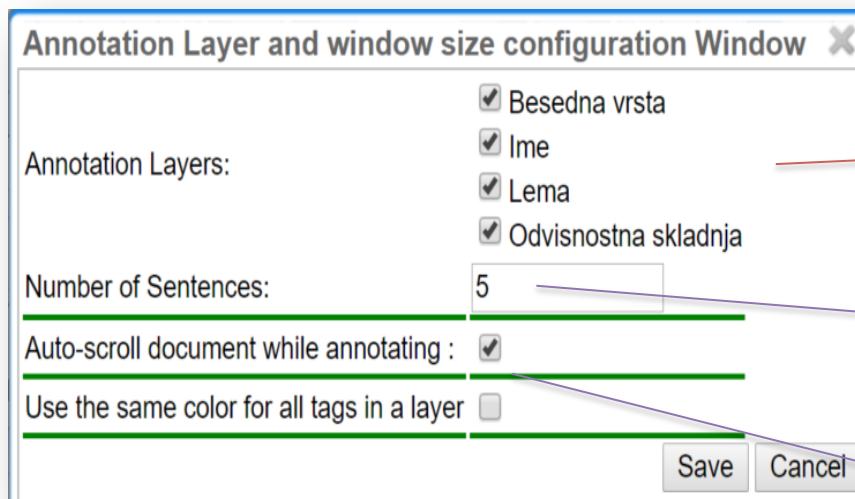 Annotation Layer and window size configuration Window
Besedna vrsta
Ime
Annotation Layers:
Lema
Odvisnostna skladnja
Number of Sentences: 5
Auto-scroll document while annotating :
Use the same color for all tags in a layer
Save Cancel